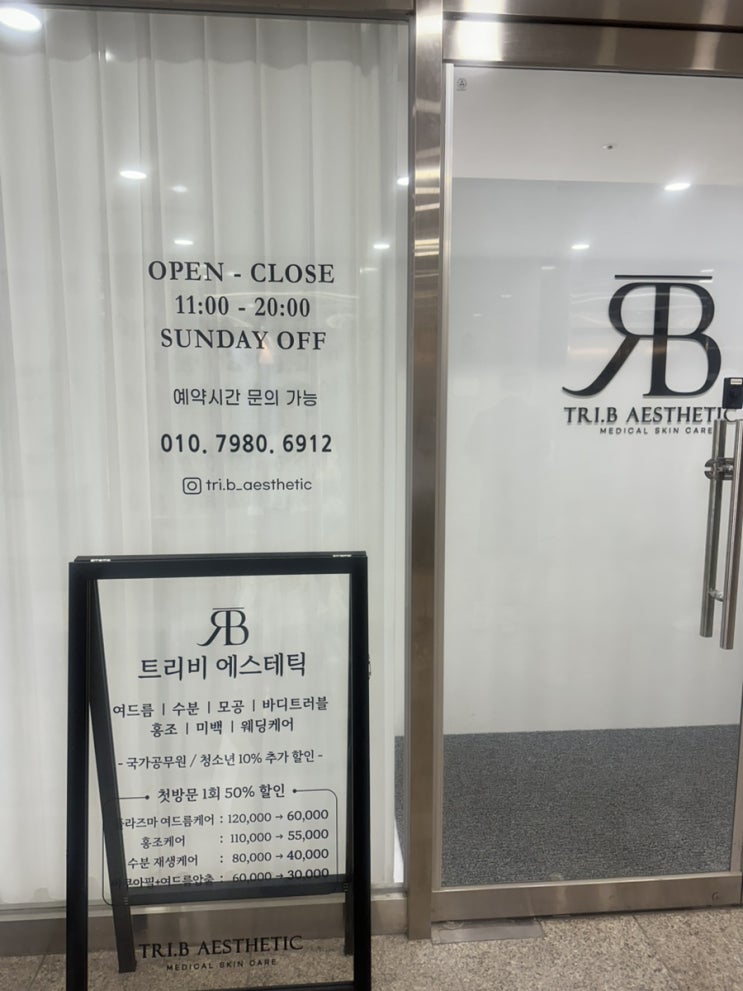 OPEN - CLOSE
11:00 - 20:00
SUNDAY OFF
예약시간 문의 가능
010. 7980. 6912
tri.b_aesthetic
RB
TRI.B AESTHETIC
MEDICAL SKIN CARE
RB
트리비 에스테틱
여드름 | 수분 | 모공 | 바디트러블
홍조 | 미백 | 웨딩케어
- 국가공무원 / 청소년 10% 추가 할인 -
첫방문 1회 50% 할인
여드름케어 : 120,000 → 60,000
홍조케어 : 110,000 → 55,000
수분 재생케어 : 80,000 → 40,000
60,000 → 30,000
TRI.B AESTHETIC
MEDICAL SKIN CARE